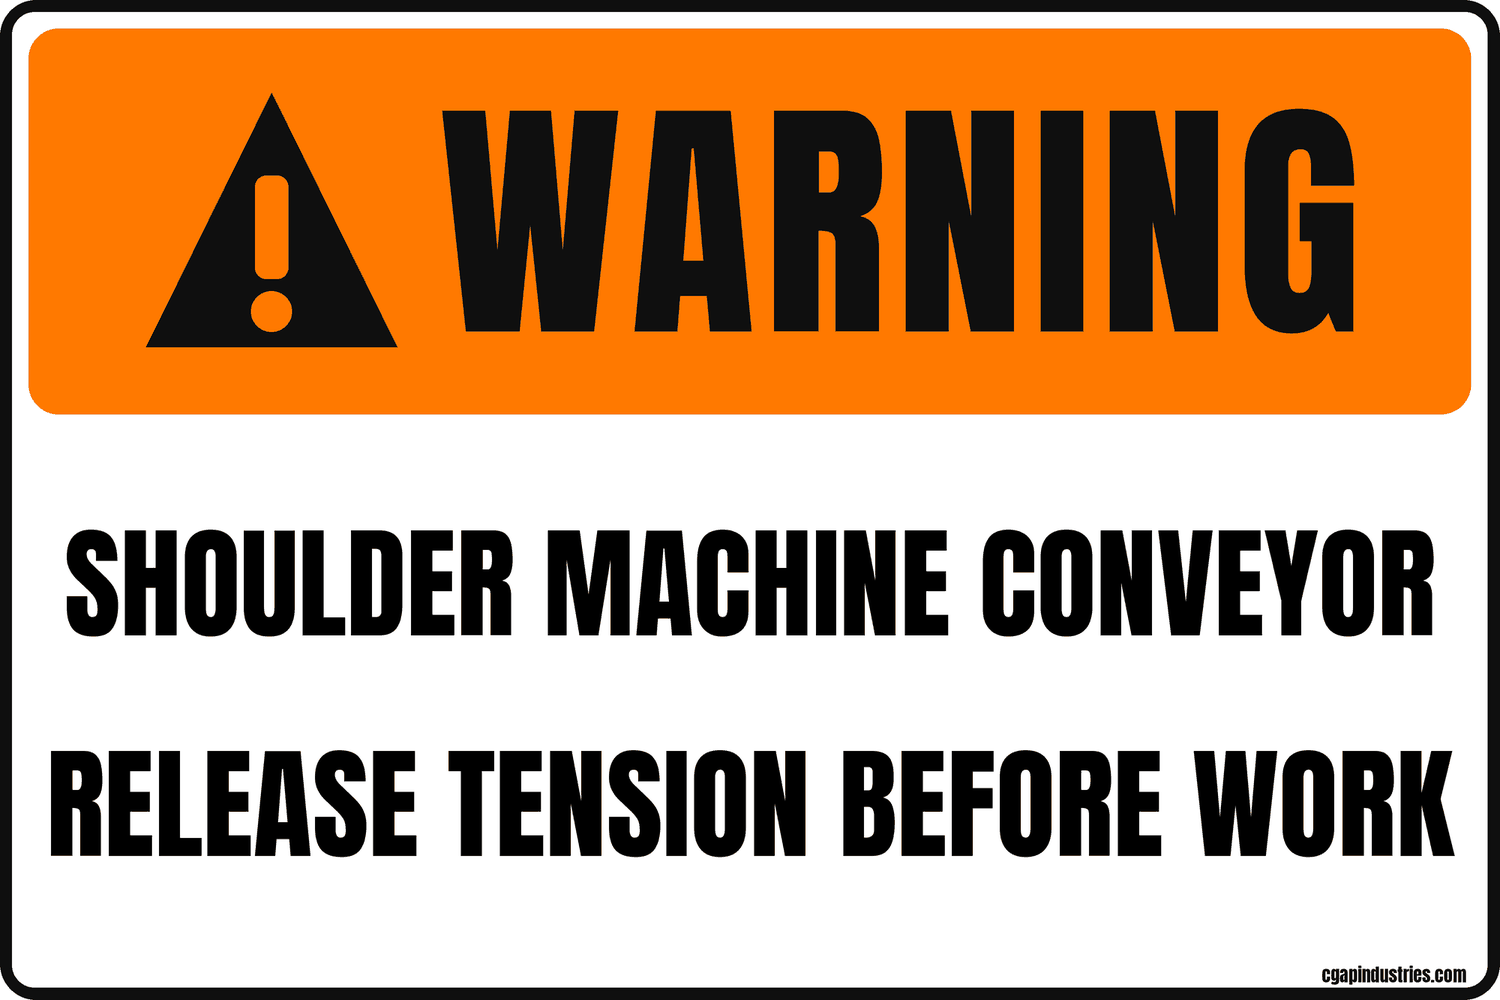 WARNING
SHOULDER MACHINE CONVEYOR
RELEASE TENSION BEFORE WORK
cgapindustries.com